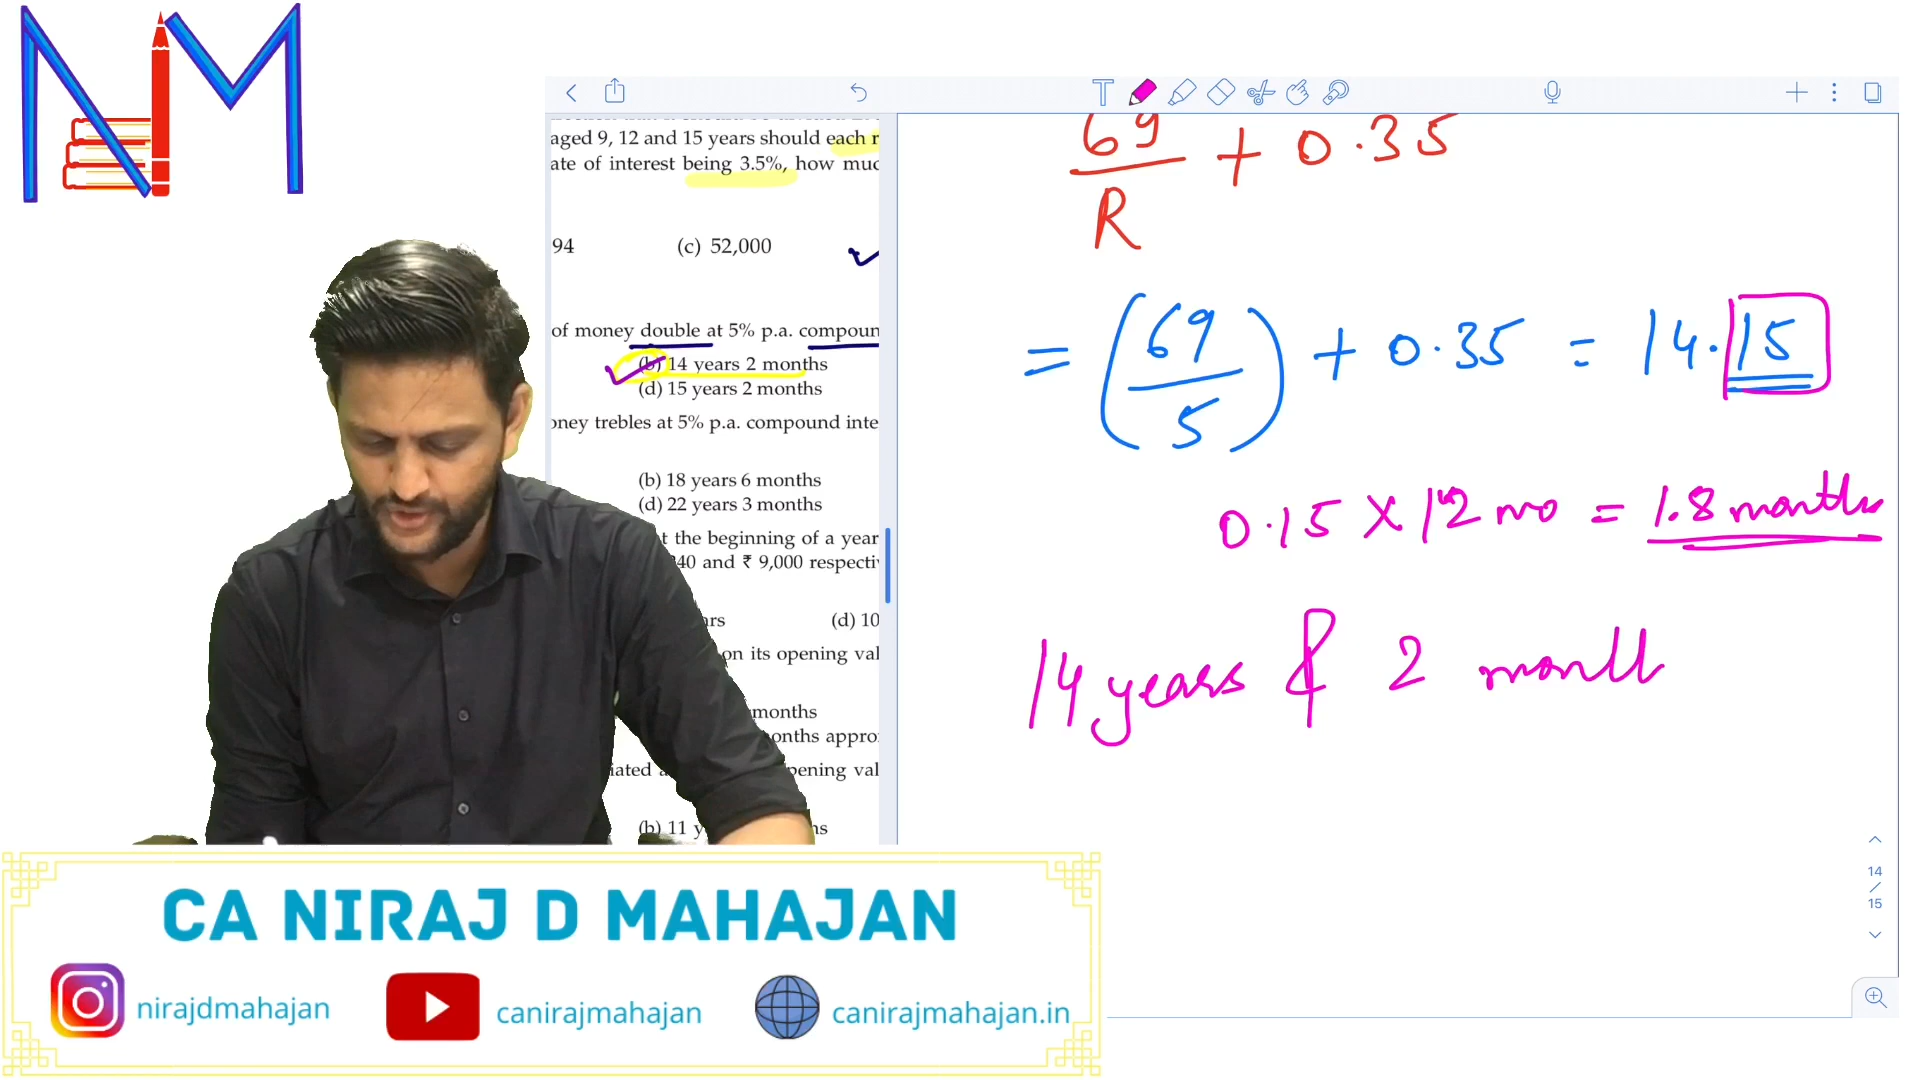 NM
aged 9, 12 and 15 years should each r
ate of interest being 3.5%, how muc
94 (c) 52,000
of money double at 5% p.a. compoun
(b) 14 years 2 months
(d) 15 years 2 months
oney trebles at 5% p.a. compound inte
(b) 18 years 6 months
(d) 22 years 3 months
t the beginning of a year
40 and ₹ 9,000 respectiv
rs (d) 10
on its opening val
months
onths appro
iated a pening val
(b) 11 y ns
69/R + 0.35
= (69/5) + 0.35 = 14.15
0.15 × 12 mo = 1.8 months
14 years & 2 month
14
/
15
CA NIRAJ D MAHAJAN
nirajdmahajan canirajmahajan canirajmahajan.in